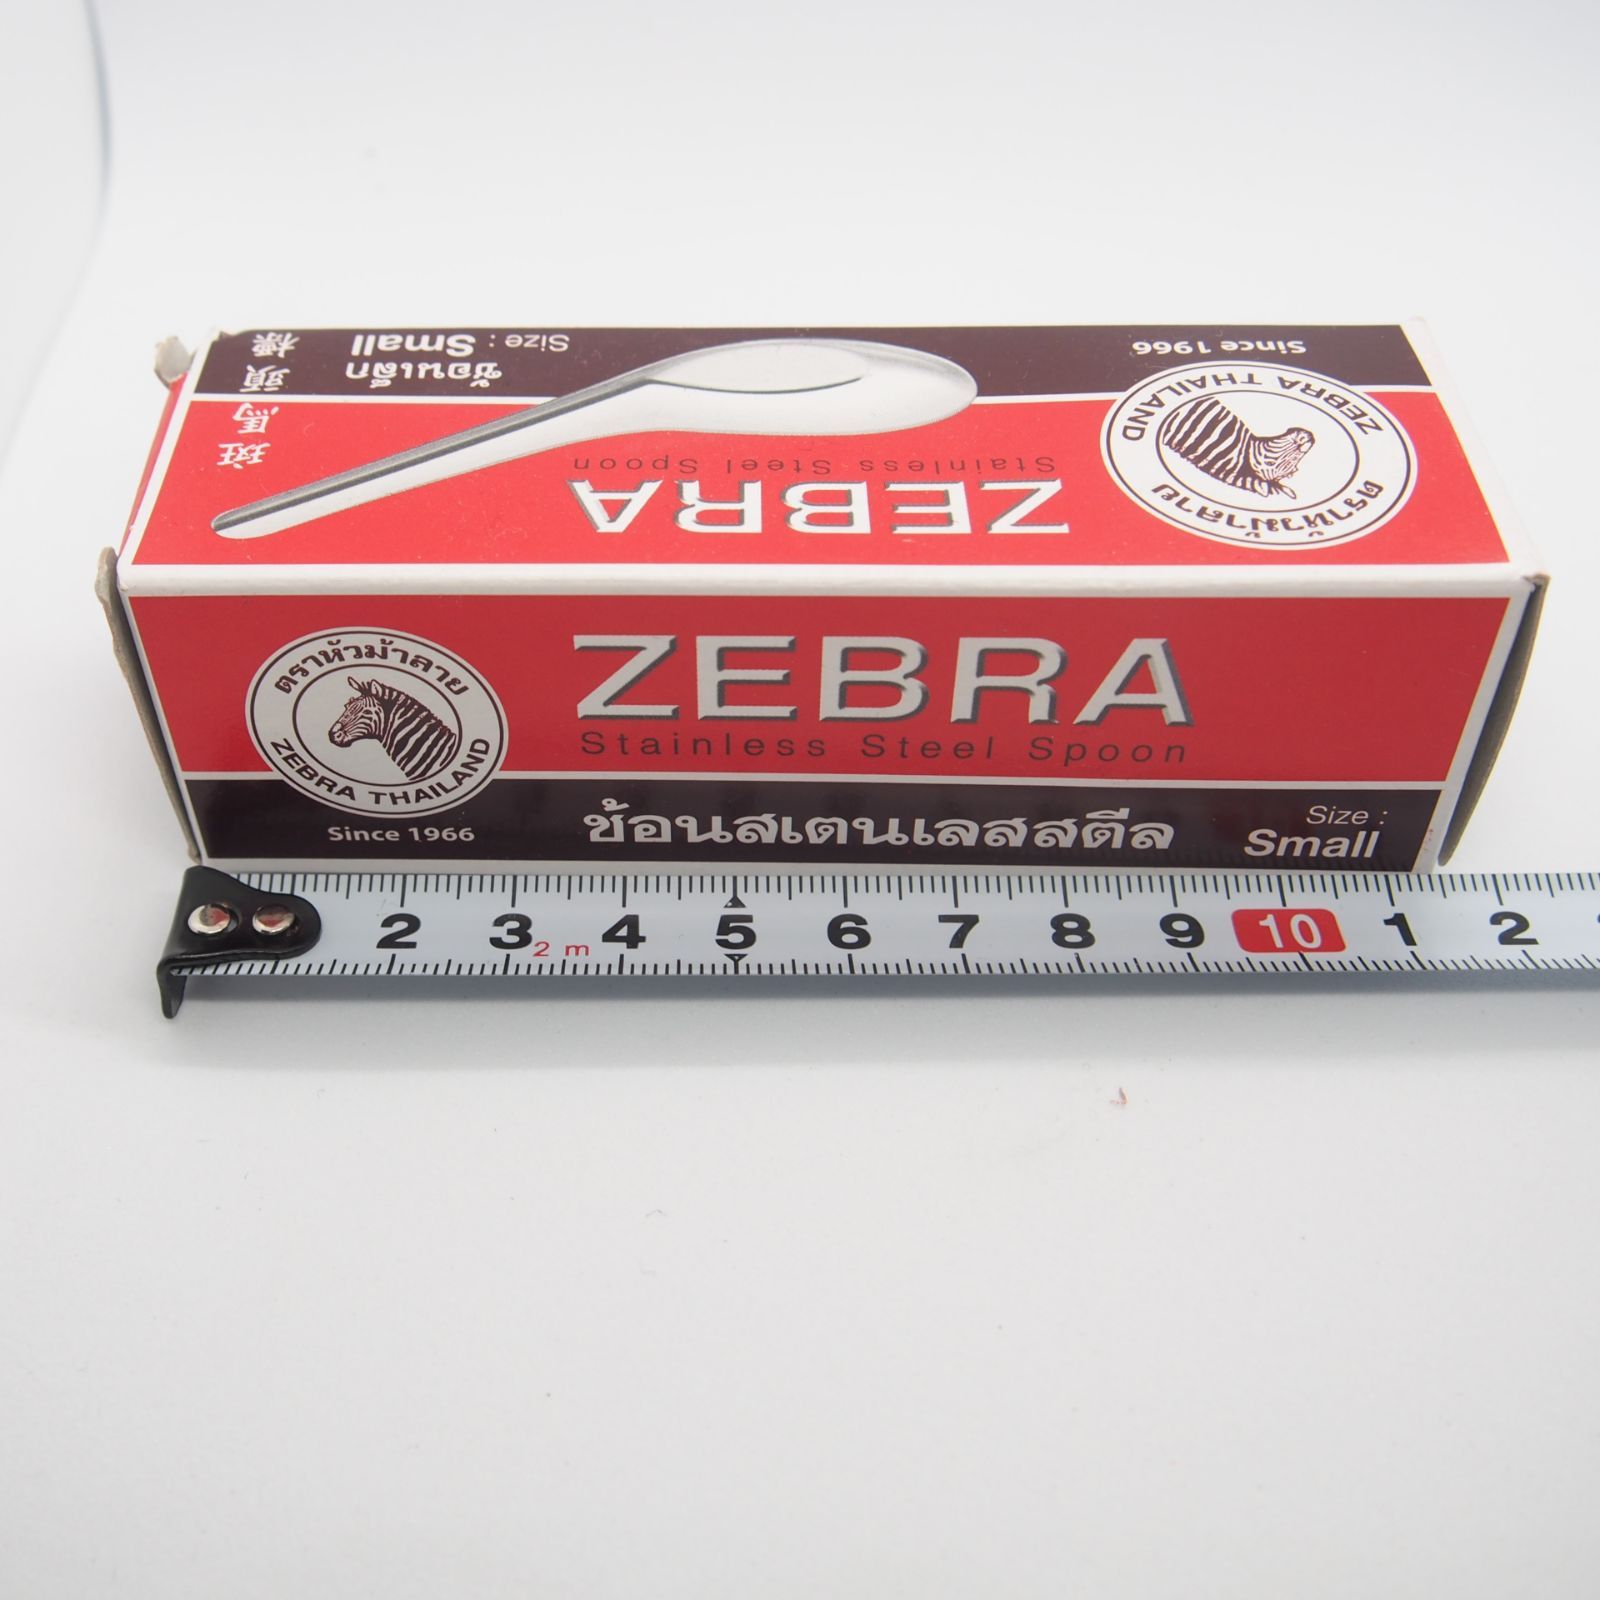 斑馬頭標
ช้อนเล็ก
Size : Small
Since 1966
ZEBRA THAILAND
ตราหัวม้าลาย
Stainless Steel Spoon
ZEBRA
ตราหัวม้าลาย
ZEBRA THAILAND
Since 1966
ZEBRA
Stainless Steel Spoon
ช้อนสเตนเลสสตีล
Size :
Small
2 3 2 m 4 5 6 7 8 9 10 1 2